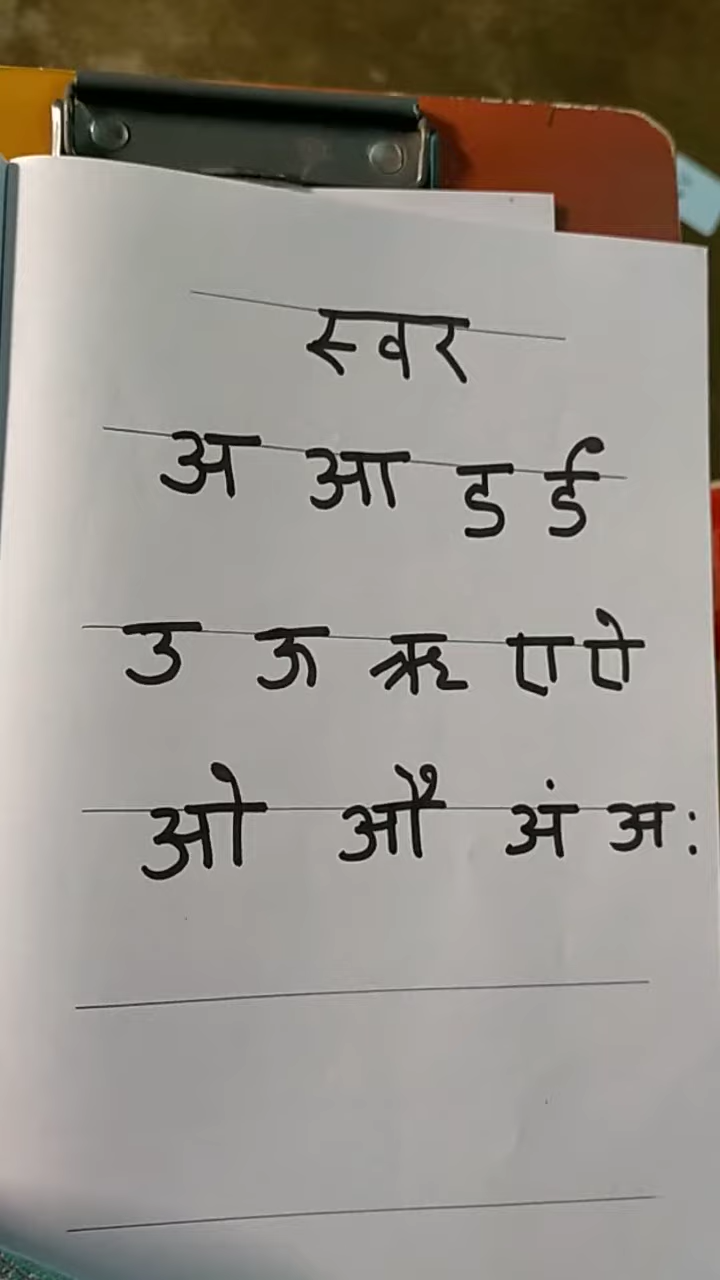 स्वर
अ आ ड र्ड
उ ऊ ऋ ए ऐ
ओ औ अं अः